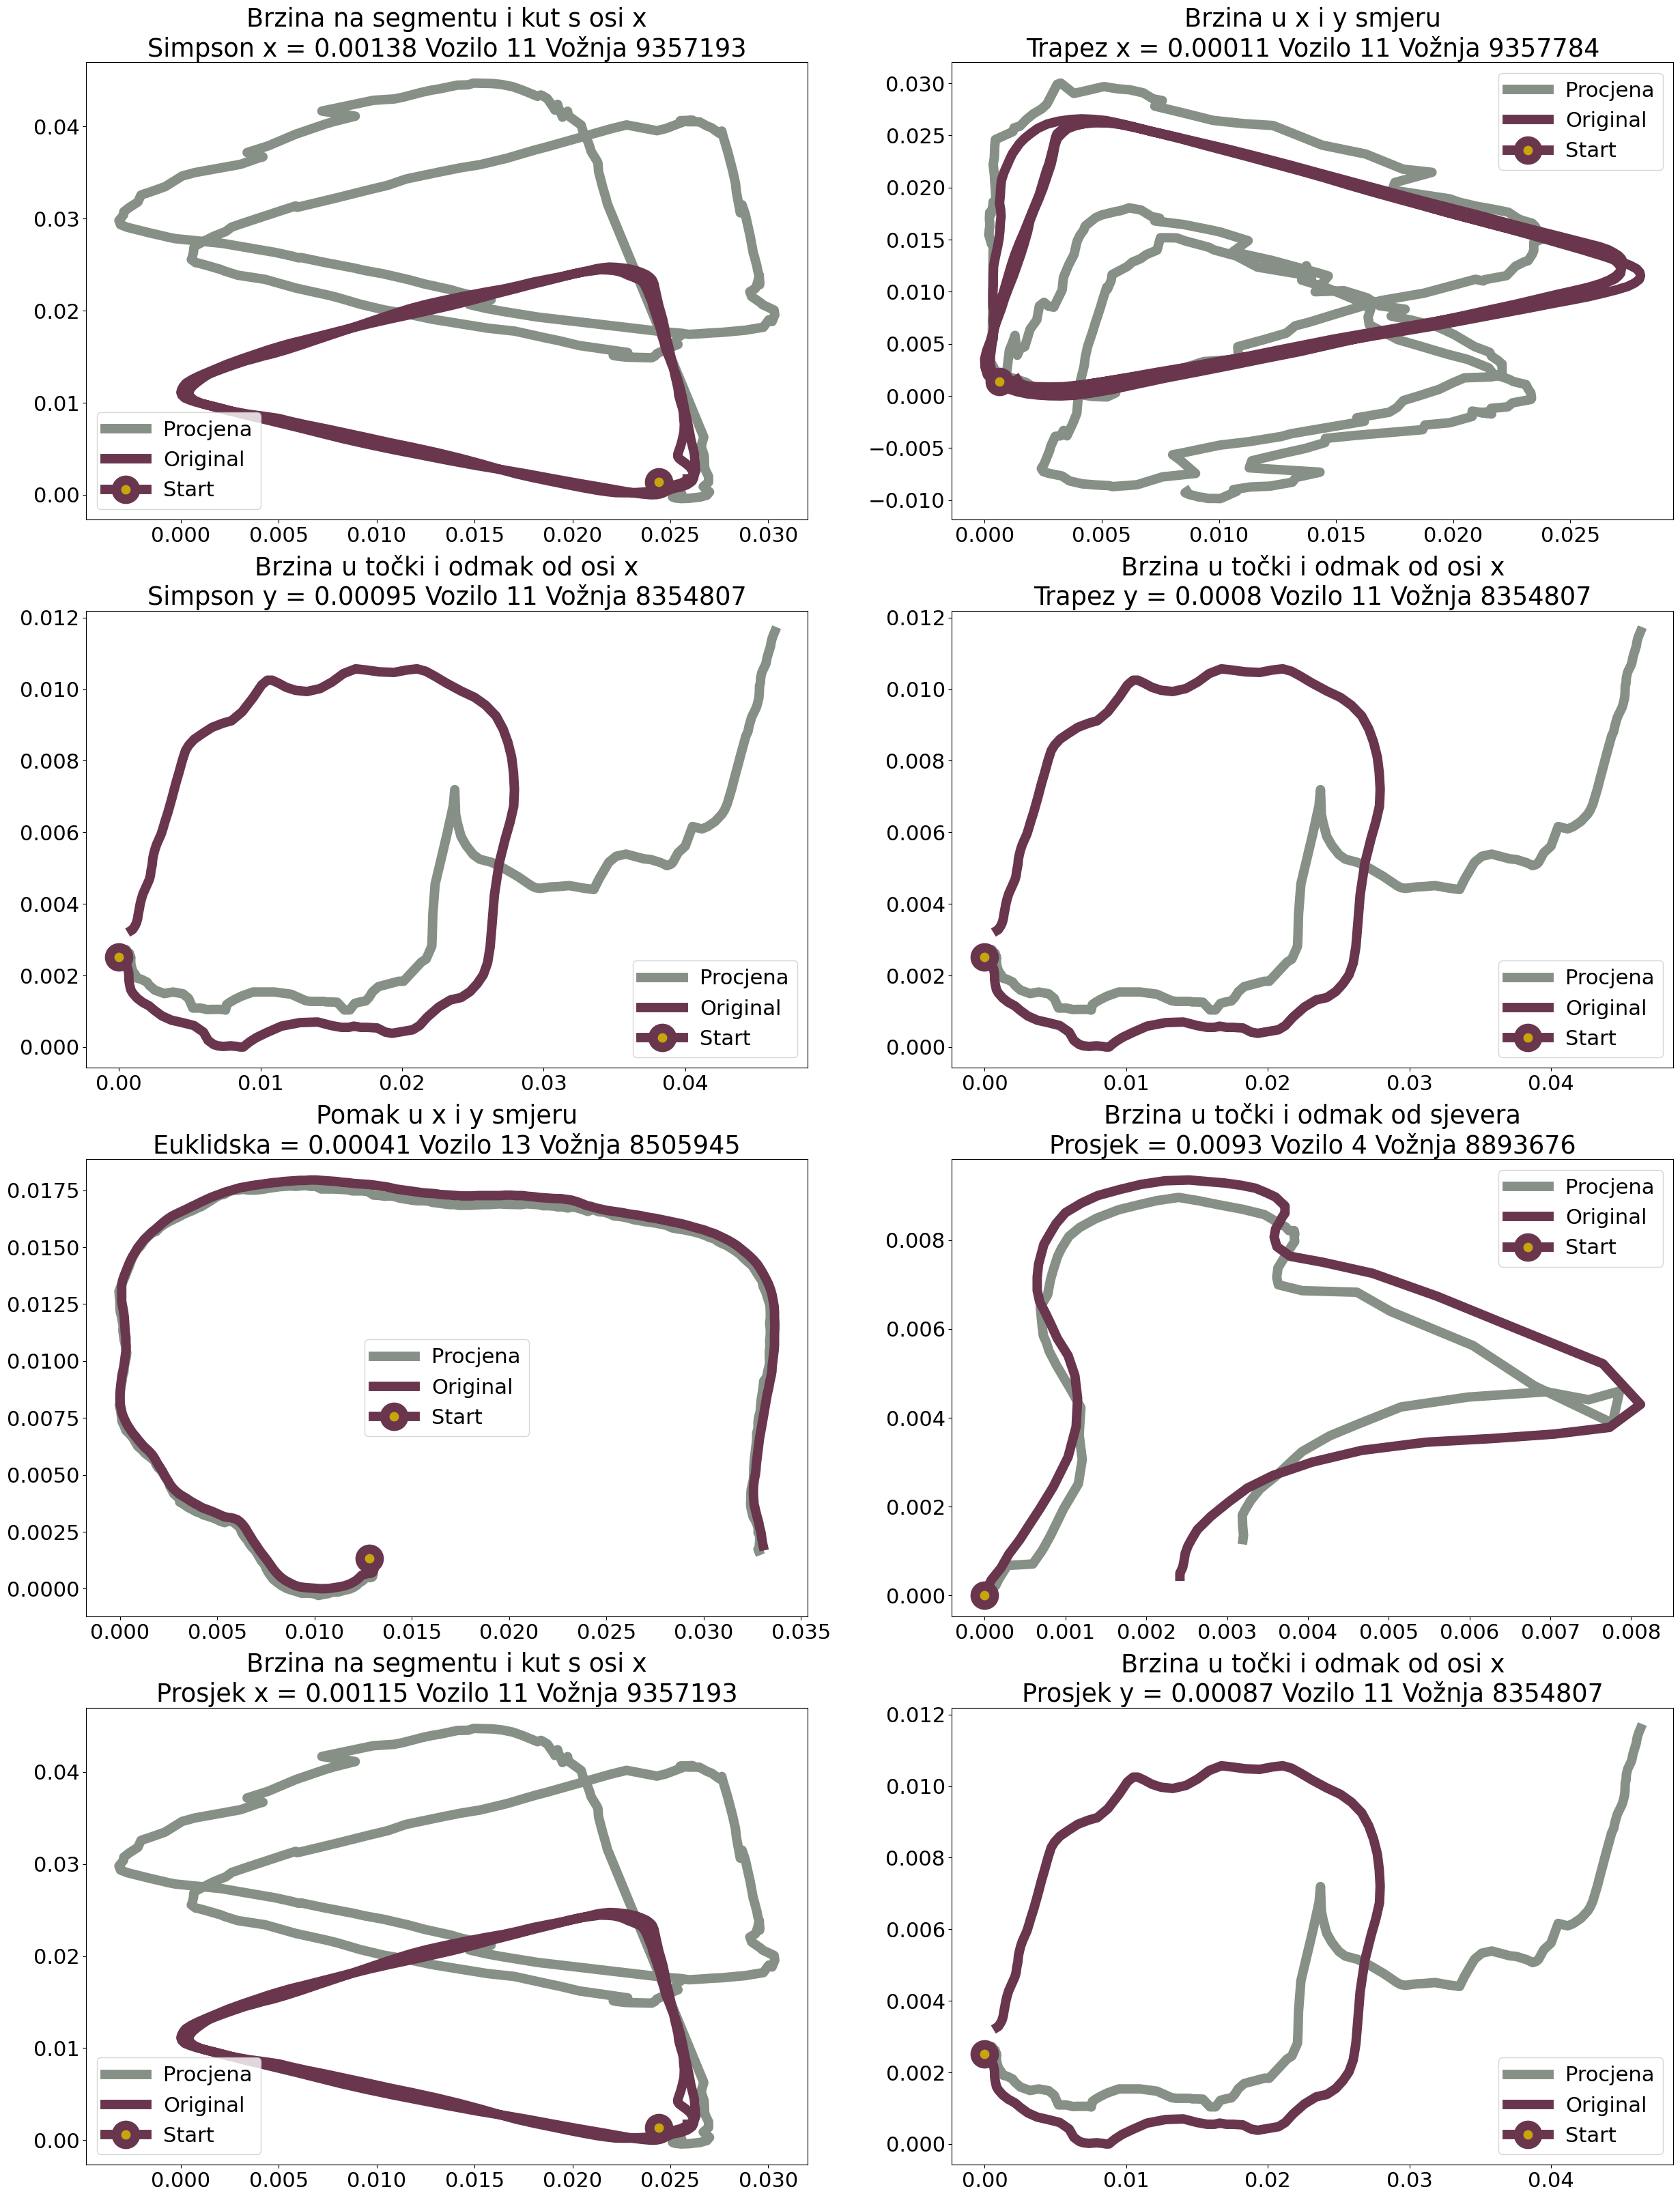 Brzina na segmentu i kut s osi x
Simpson x = 0.00138 Vozilo 11 Vožnja 9357193
0.04
0.03
0.02
0.01
0.00
Procjena
Original
Start
0.000 0.005 0.010 0.015 0.020 0.025 0.030
Brzina u x i y smjeru
Trapez x = 0.00011 Vozilo 11 Vožnja 9357784
0.030
0.025
0.020
0.015
0.010
0.005
0.000
−0.005
−0.010
Procjena
Original
Start
0.000 0.005 0.010 0.015 0.020 0.025
Brzina u točki i odmak od osi x
Simpson y = 0.00095 Vozilo 11 Vožnja 8354807
0.012
0.010
0.008
0.006
0.004
0.002
0.000
Procjena
Original
Start
0.00 0.01 0.02 0.03 0.04
Brzina u točki i odmak od osi x
Trapez y = 0.0008 Vozilo 11 Vožnja 8354807
0.012
0.010
0.008
0.006
0.004
0.002
0.000
Procjena
Original
Start
0.00 0.01 0.02 0.03 0.04
Pomak u x i y smjeru
Euklidska = 0.00041 Vozilo 13 Vožnja 8505945
0.0175
0.0150
0.0125
0.0100
0.0075
0.0050
0.0025
0.0000
Procjena
Original
Start
0.000 0.005 0.010 0.015 0.020 0.025 0.030 0.035
Brzina u točki i odmak od sjevera
Prosjek = 0.0093 Vozilo 4 Vožnja 8893676
0.008
0.006
0.004
0.002
0.000
Procjena
Original
Start
0.000 0.001 0.002 0.003 0.004 0.005 0.006 0.007 0.008
Brzina na segmentu i kut s osi x
Prosjek x = 0.00115 Vozilo 11 Vožnja 9357193
0.04
0.03
0.02
0.01
0.00
Procjena
Original
Start
0.000 0.005 0.010 0.015 0.020 0.025 0.030
Brzina u točki i odmak od osi x
Prosjek y = 0.00087 Vozilo 11 Vožnja 8354807
0.012
0.010
0.008
0.006
0.004
0.002
0.000
Procjena
Original
Start
0.00 0.01 0.02 0.03 0.04